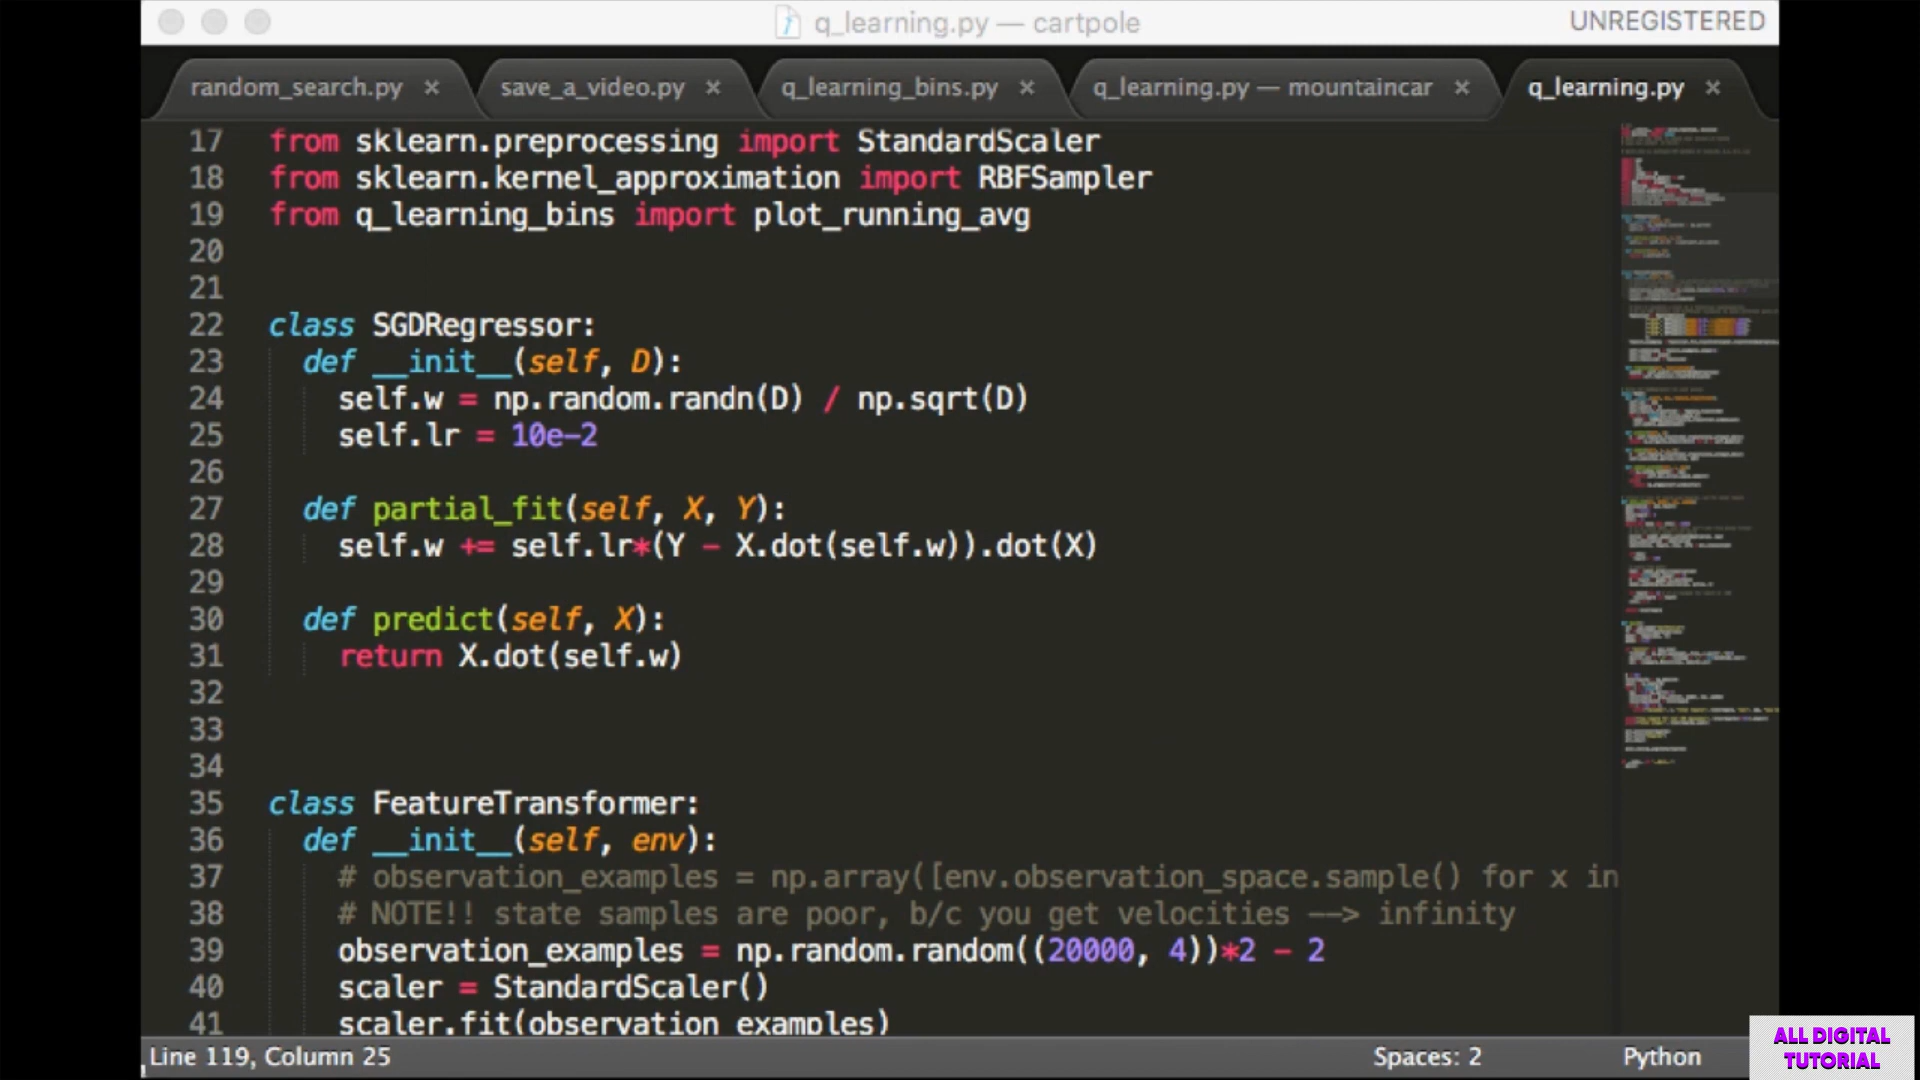 q_learning.py — cartpole
UNREGISTERED
random_search.py × save_a_video.py × q_learning_bins.py × q_learning.py — mountaincar × q_learning.py ×
17 from sklearn.preprocessing import StandardScaler
18 from sklearn.kernel_approximation import RBFSampler
19 from q_learning_bins import plot_running_avg
20
21
22 class SGDRegressor:
23   def __init__(self, D):
24     self.w = np.random.randn(D) / np.sqrt(D)
25     self.lr = 10e-2
26
27   def partial_fit(self, X, Y):
28     self.w += self.lr*(Y - X.dot(self.w)).dot(X)
29
30   def predict(self, X):
31     return X.dot(self.w)
32
33
34
35 class FeatureTransformer:
36   def __init__(self, env):
37     # observation_examples = np.array([env.observation_space.sample() for x in
38     # NOTE!! state samples are poor, b/c you get velocities --> infinity
39     observation_examples = np.random.random((20000, 4))*2 - 2
40     scaler = StandardScaler()
41     scaler.fit(observation_examples)
Line 119, Column 25
Spaces: 2
Python
ALL DIGITAL
TUTORIAL